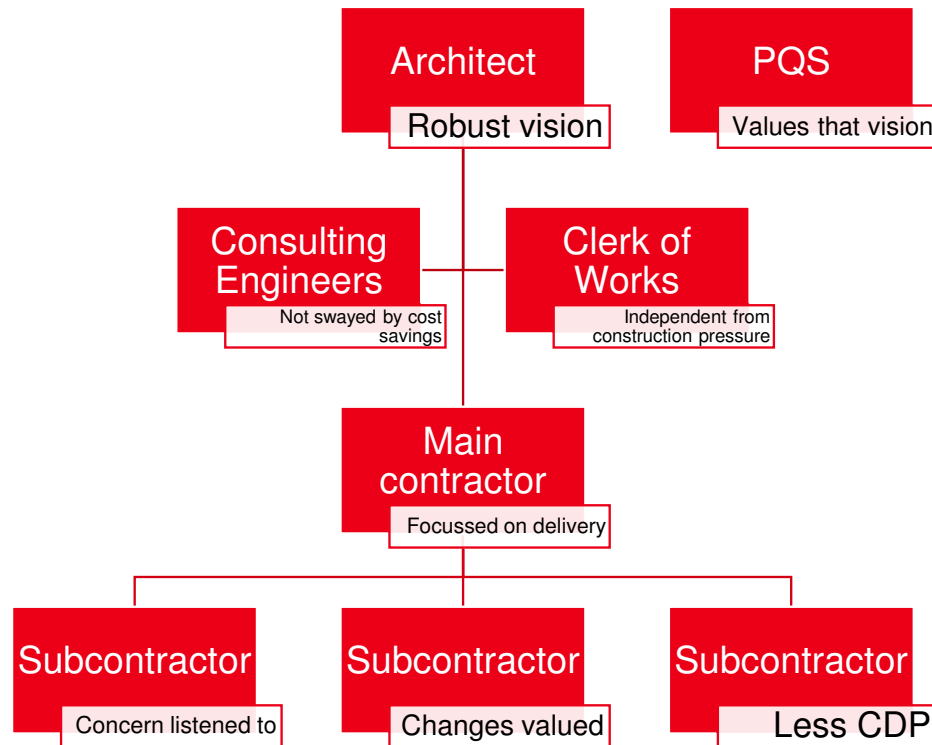 Architect
Robust vision
PQS
Values that vision
Consulting
Engineers
Not swayed by cost
savings
Clerk of
Works
Independent from
construction pressure
Main
contractor
Focussed on delivery
Subcontractor
Concern listened to
Subcontractor
Changes valued
Subcontractor
Less CDP